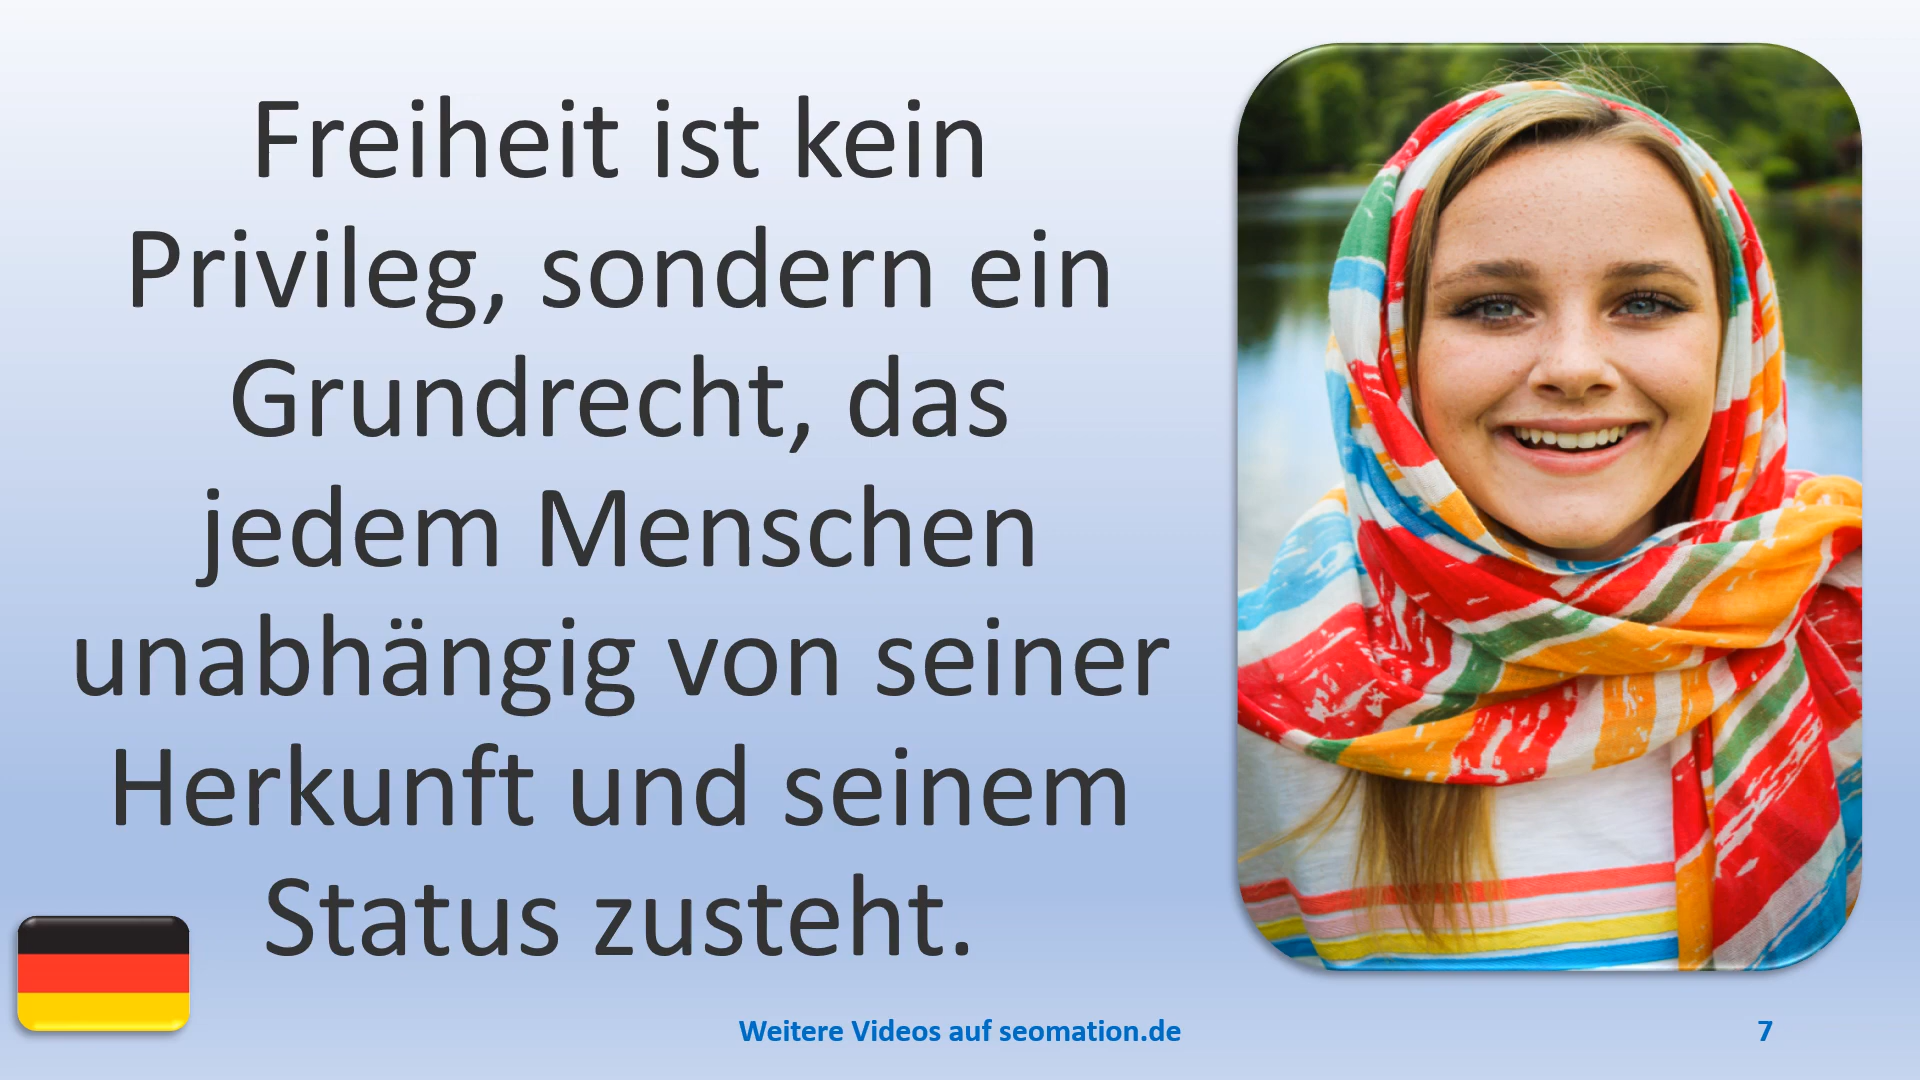 Freiheit ist kein
Privileg, sondern ein
Grundrecht, das
jedem Menschen
unabhängig von seiner
Herkunft und seinem
Status zusteht.
Weitere Videos auf seomation.de
7